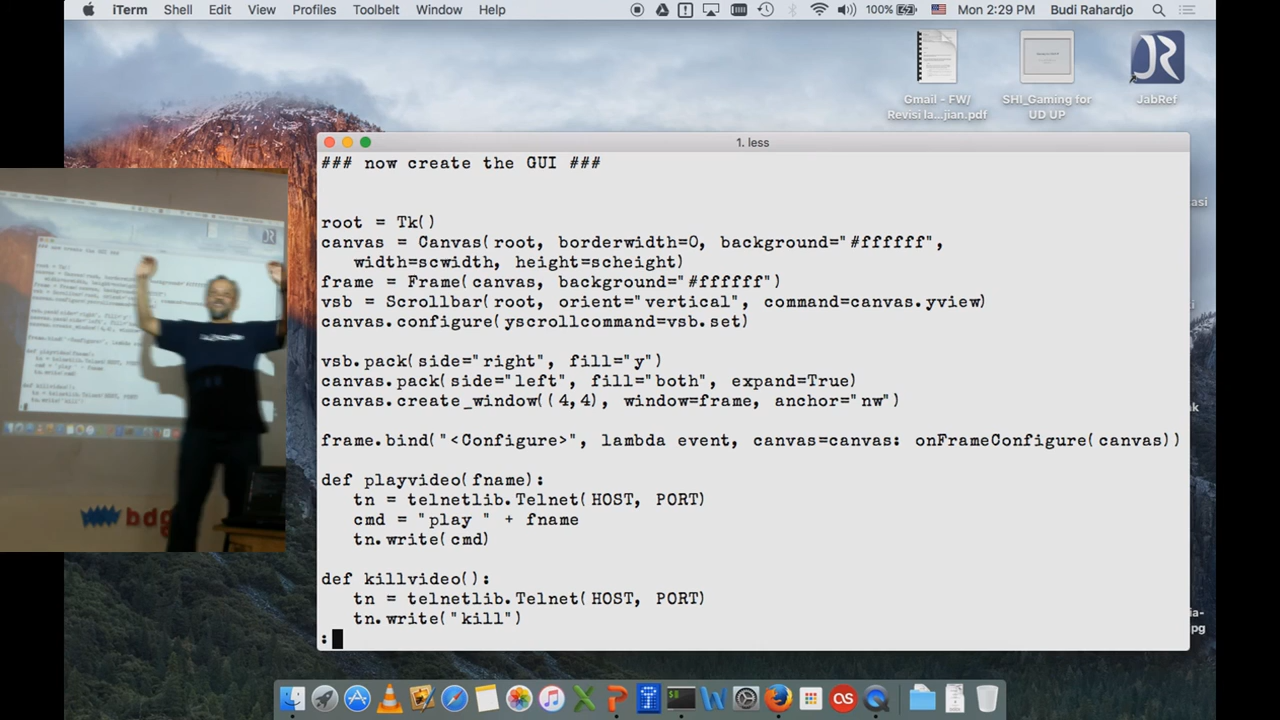 iTerm Shell Edit View Profiles Toolbelt Window Help 100% Mon 2:29 PM Budi Rahardjo
Gmail - FW/
Revisi la...jian.pdf
SHI_Gaming for
UD UP
JabRef
1. less
### now create the GUI ###
root = Tk()
canvas = Canvas(root, borderwidth=0, background="#ffffff",
width=scwidth, height=scheight)
frame = Frame(canvas, background="#ffffff")
vsb = Scrollbar(root, orient="vertical", command=canvas.yview)
canvas.configure(yscrollcommand=vsb.set)
vsb.pack(side="right", fill="y")
canvas.pack(side="left", fill="both", expand=True)
canvas.create_window((4,4), window=frame, anchor="nw")
frame.bind("<Configure>", lambda event, canvas=canvas: onFrameConfigure(canvas))
def playvideo(fname):
tn = telnetlib.Telnet(HOST, PORT)
cmd = "play " + fname
tn.write(cmd)
def killvideo():
tn = telnetlib.Telnet(HOST, PORT)
tn.write("kill")
:
bdg